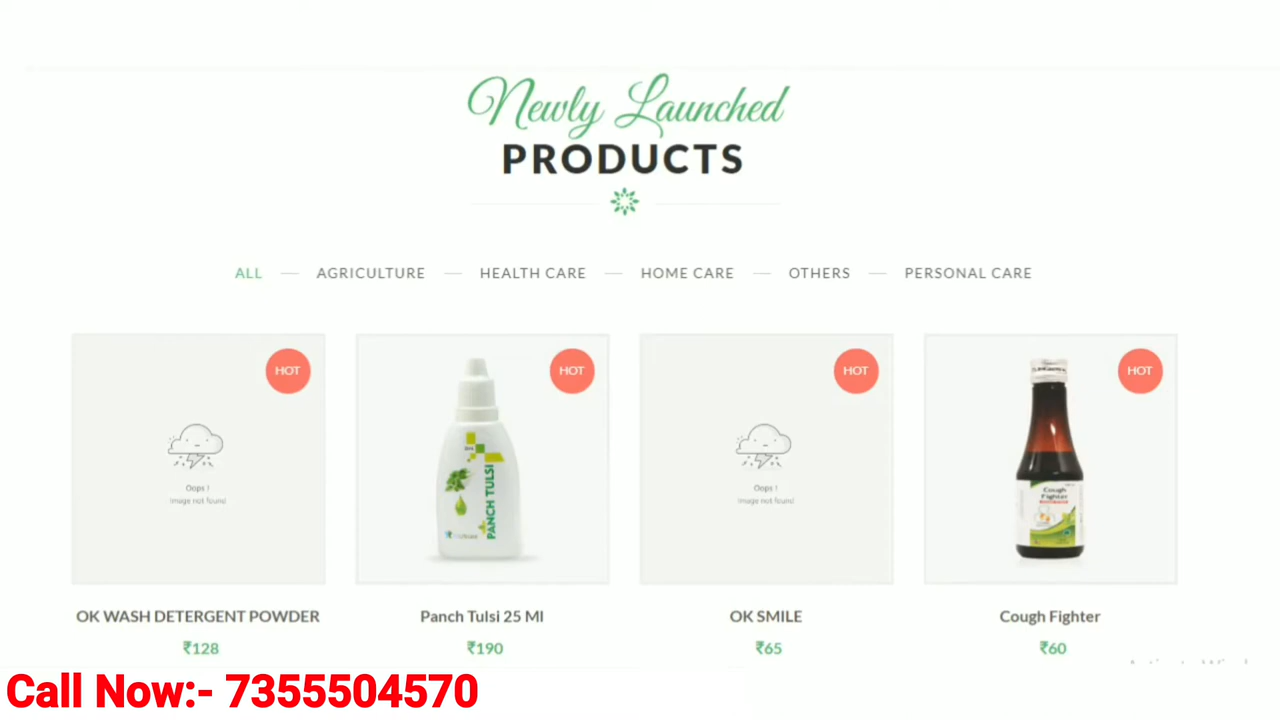 Newly Launched
PRODUCTS
ALL — AGRICULTURE — HEALTH CARE — HOME CARE — OTHERS — PERSONAL CARE
HOT HOT HOT HOT
PANCH TULSI
Cough
Fighter
Oops ! Oops !
Image not found Image not found
OK WASH DETERGENT POWDER Panch Tulsi 25 Ml OK SMILE Cough Fighter
₹128 ₹190 ₹65 ₹60
Call Now:- 7355504570